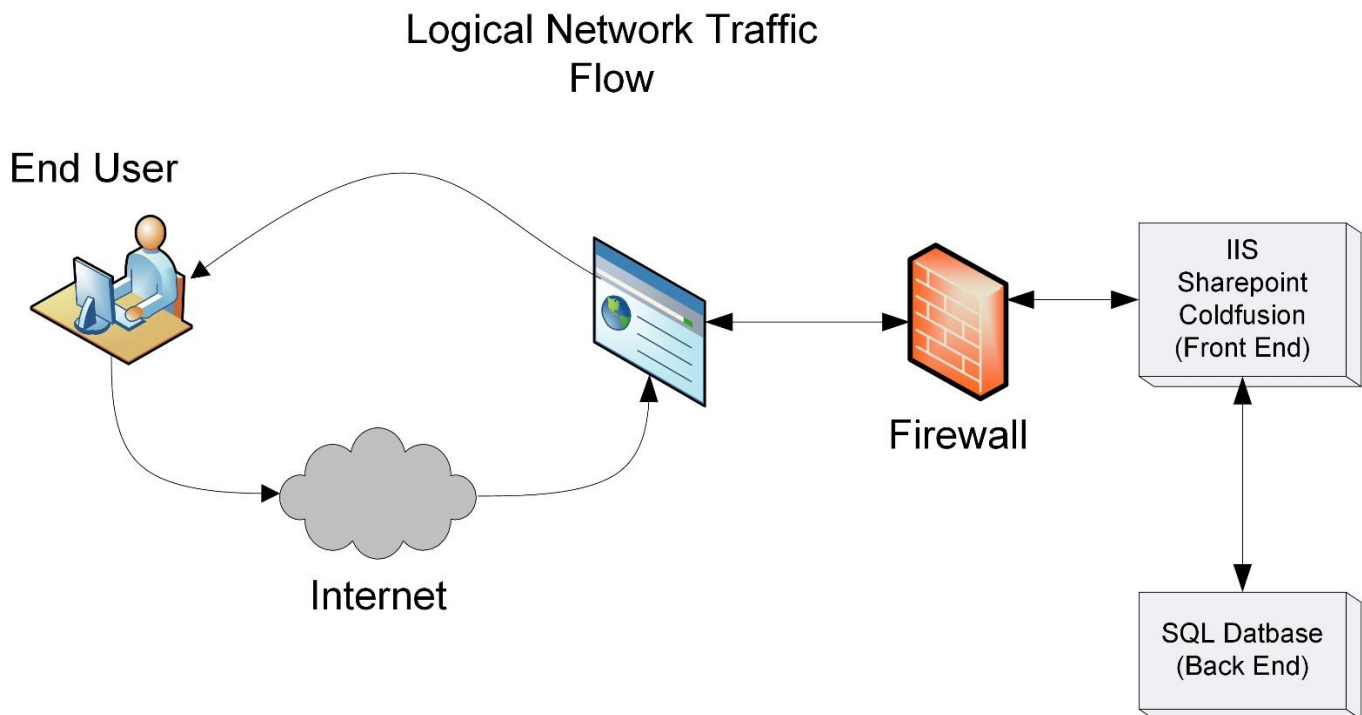 Logical Network Traffic
Flow
End User
Internet
Firewall
IIS
Sharepoint
Coldfusion
(Front End)
SQL Datbase
(Back End)